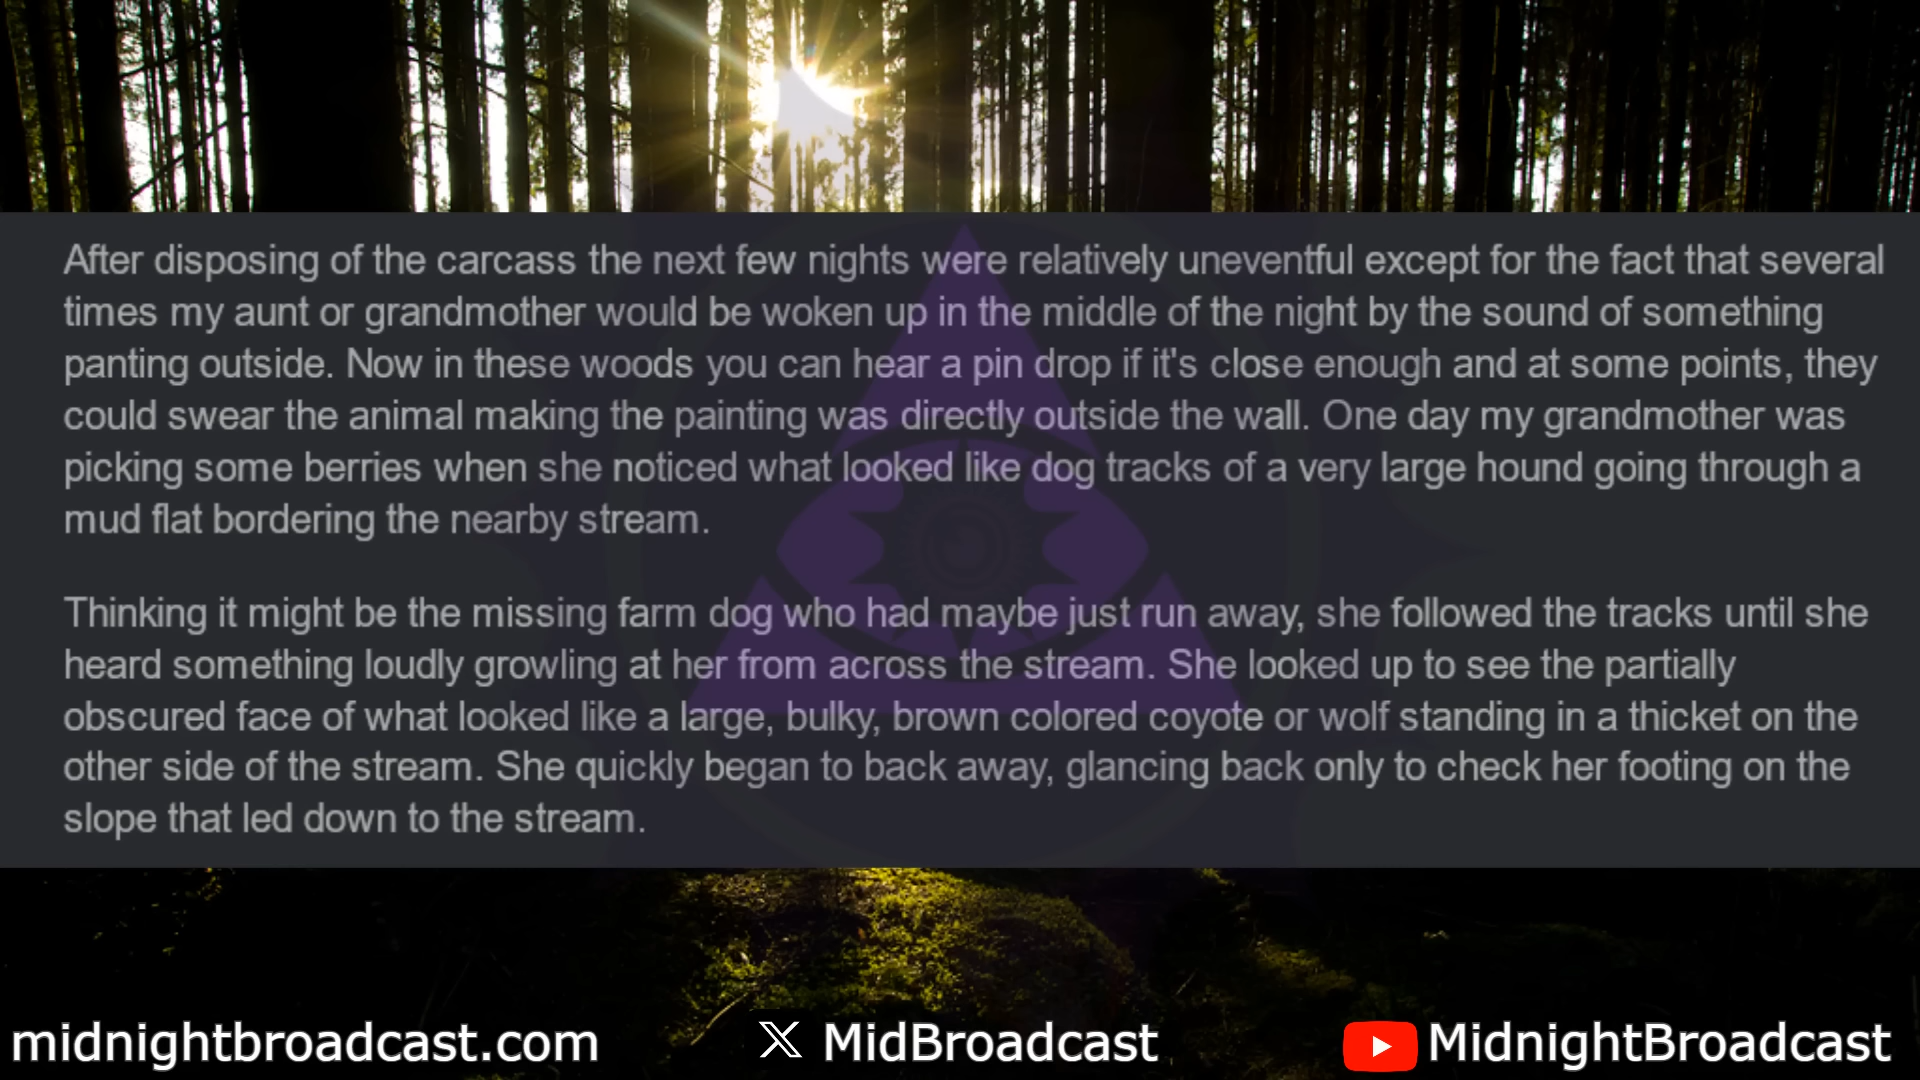 After disposing of the carcass the next few nights were relatively uneventful except for the fact that several
times my aunt or grandmother would be woken up in the middle of the night by the sound of something
panting outside. Now in these woods you can hear a pin drop if it's close enough and at some points, they
could swear the animal making the painting was directly outside the wall. One day my grandmother was
picking some berries when she noticed what looked like dog tracks of a very large hound going through a
mud flat bordering the nearby stream.
Thinking it might be the missing farm dog who had maybe just run away, she followed the tracks until she
heard something loudly growling at her from across the stream. She looked up to see the partially
obscured face of what looked like a large, bulky, brown colored coyote or wolf standing in a thicket on the
other side of the stream. She quickly began to back away, glancing back only to check her footing on the
slope that led down to the stream.
midnightbroadcast.com
MidBroadcast
MidnightBroadcast